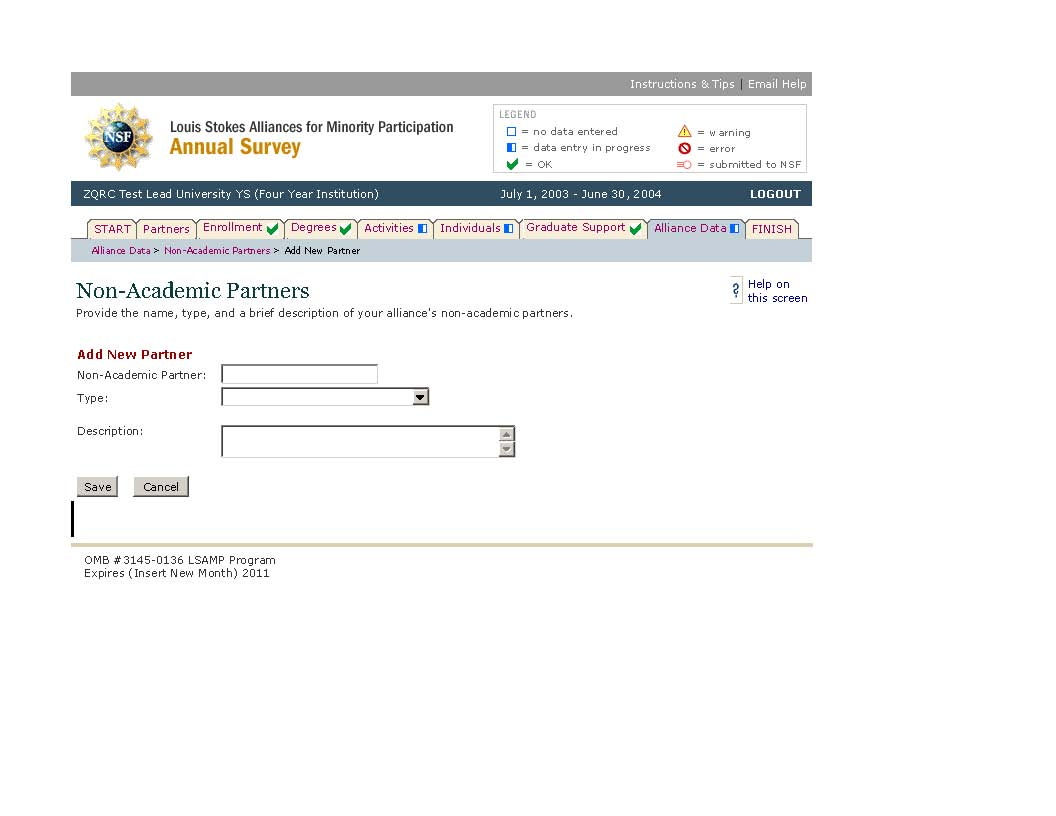 Instructions & Tips | Email Help
NSF
Louis Stokes Alliances for Minority Participation
Annual Survey
LEGEND
= no data entered
= data entry in progress
= OK
= warning
= error
= submitted to NSF
ZQRC Test Lead University YS (Four Year Institution) July 1, 2003 - June 30, 2004 LOGOUT
START Partners Enrollment Degrees Activities Individuals Graduate Support Alliance Data FINISH
Alliance Data > Non-Academic Partners > Add New Partner
Non-Academic Partners
Help on
this screen
Provide the name, type, and a brief description of your alliance's non-academic partners.
Add New Partner
Non-Academic Partner:
Type:
Description:
Save Cancel
OMB #3145-0136 LSAMP Program
Expires (Insert New Month) 2011